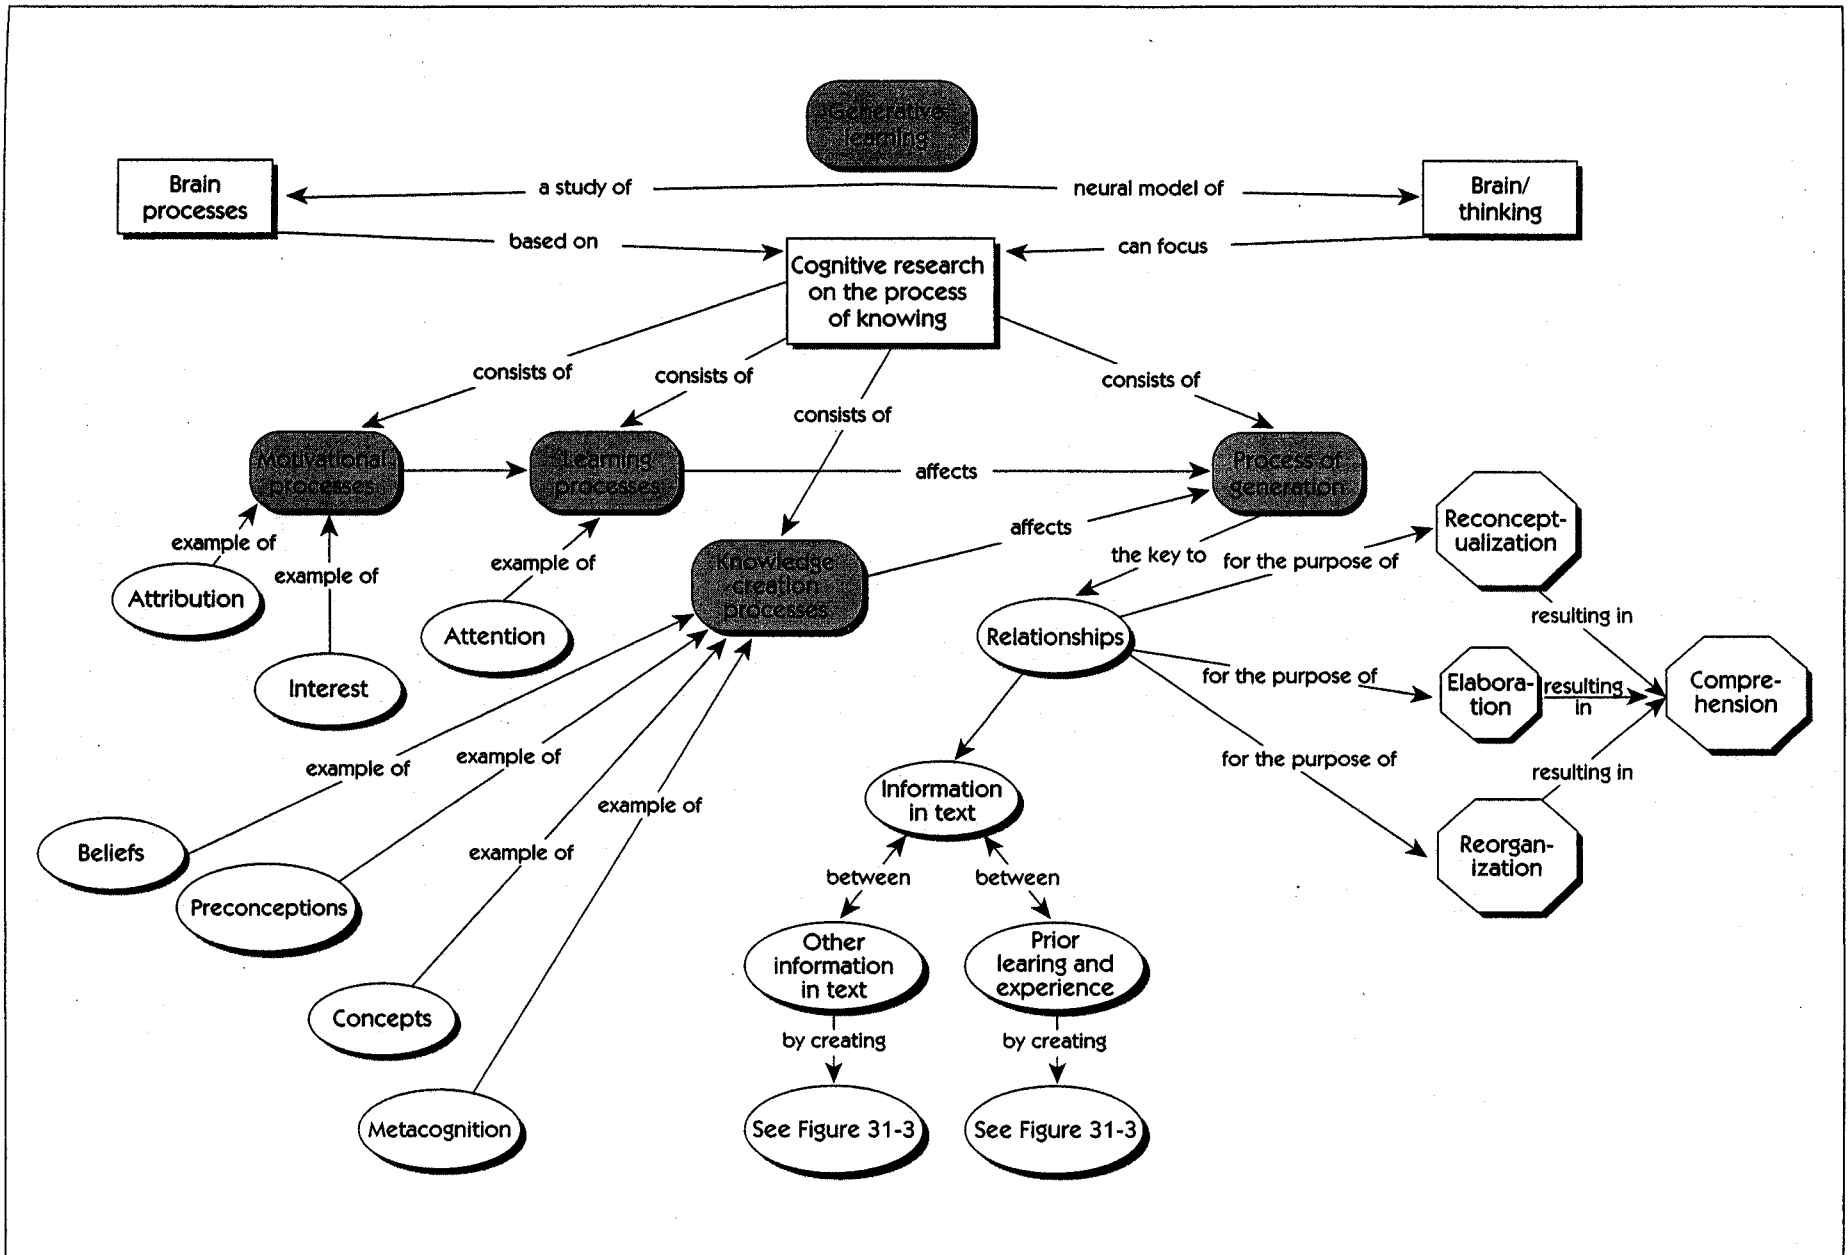 Generative
learning
Brain
processes
a study of
neural model of
Brain/
thinking
based on
can focus
Cognitive research
on the process
of knowing
consists of
consists of
consists of
consists of
Motivational
processes
Learning
processes
affects
Process of
generation
Reconcept-
ualization
affects
example of
example of
example of
the key to
for the purpose of
Knowledge
creation
processes
Attribution
Attention
Interest
Relationships
resulting in
for the purpose of
Elabora-
tion
resulting
in
Compre-
hension
example of
example of
example of
example of
for the purpose of
resulting in
Information
in text
Beliefs
Preconceptions
Concepts
Metacognition
between
between
Reorgan-
ization
Other
information
in text
Prior
learing and
experience
by creating
by creating
See Figure 31-3
See Figure 31-3